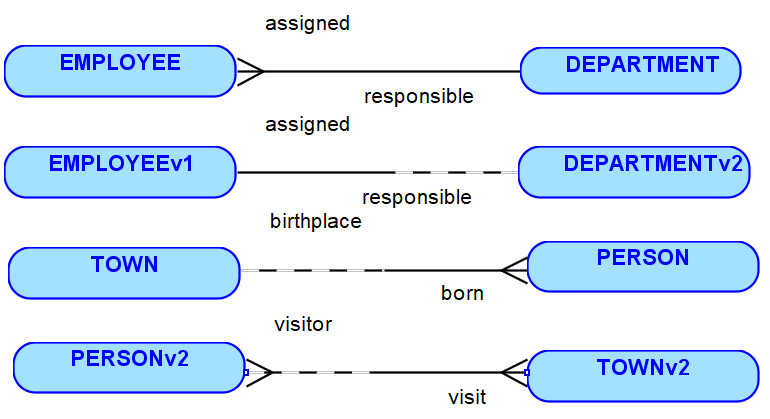 assigned
EMPLOYEE
DEPARTMENT
responsible
assigned
EMPLOYEEv1
DEPARTMENTv2
responsible
birthplace
TOWN
PERSON
born
visitor
PERSONv2
TOWNv2
visit